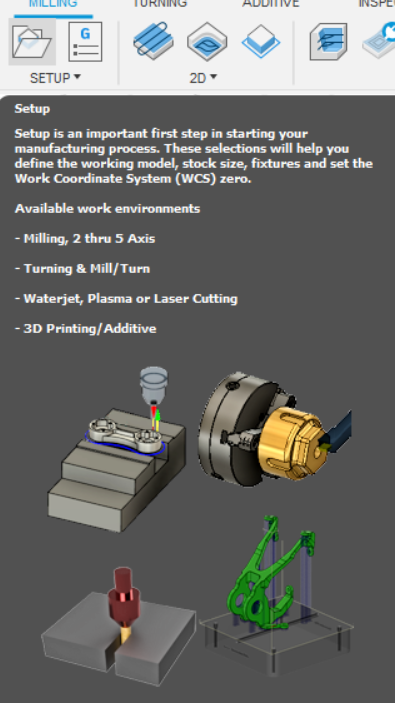 MILLING TURNING ADDITIVE INSPE
G
SETUP 2D
Setup
Setup is an important first step in starting your
manufacturing process. These selections will help you
define the working model, stock size, fixtures and set the
Work Coordinate System (WCS) zero.
Available work environments
- Milling, 2 thru 5 Axis
- Turning & Mill/Turn
- Waterjet, Plasma or Laser Cutting
- 3D Printing/Additive